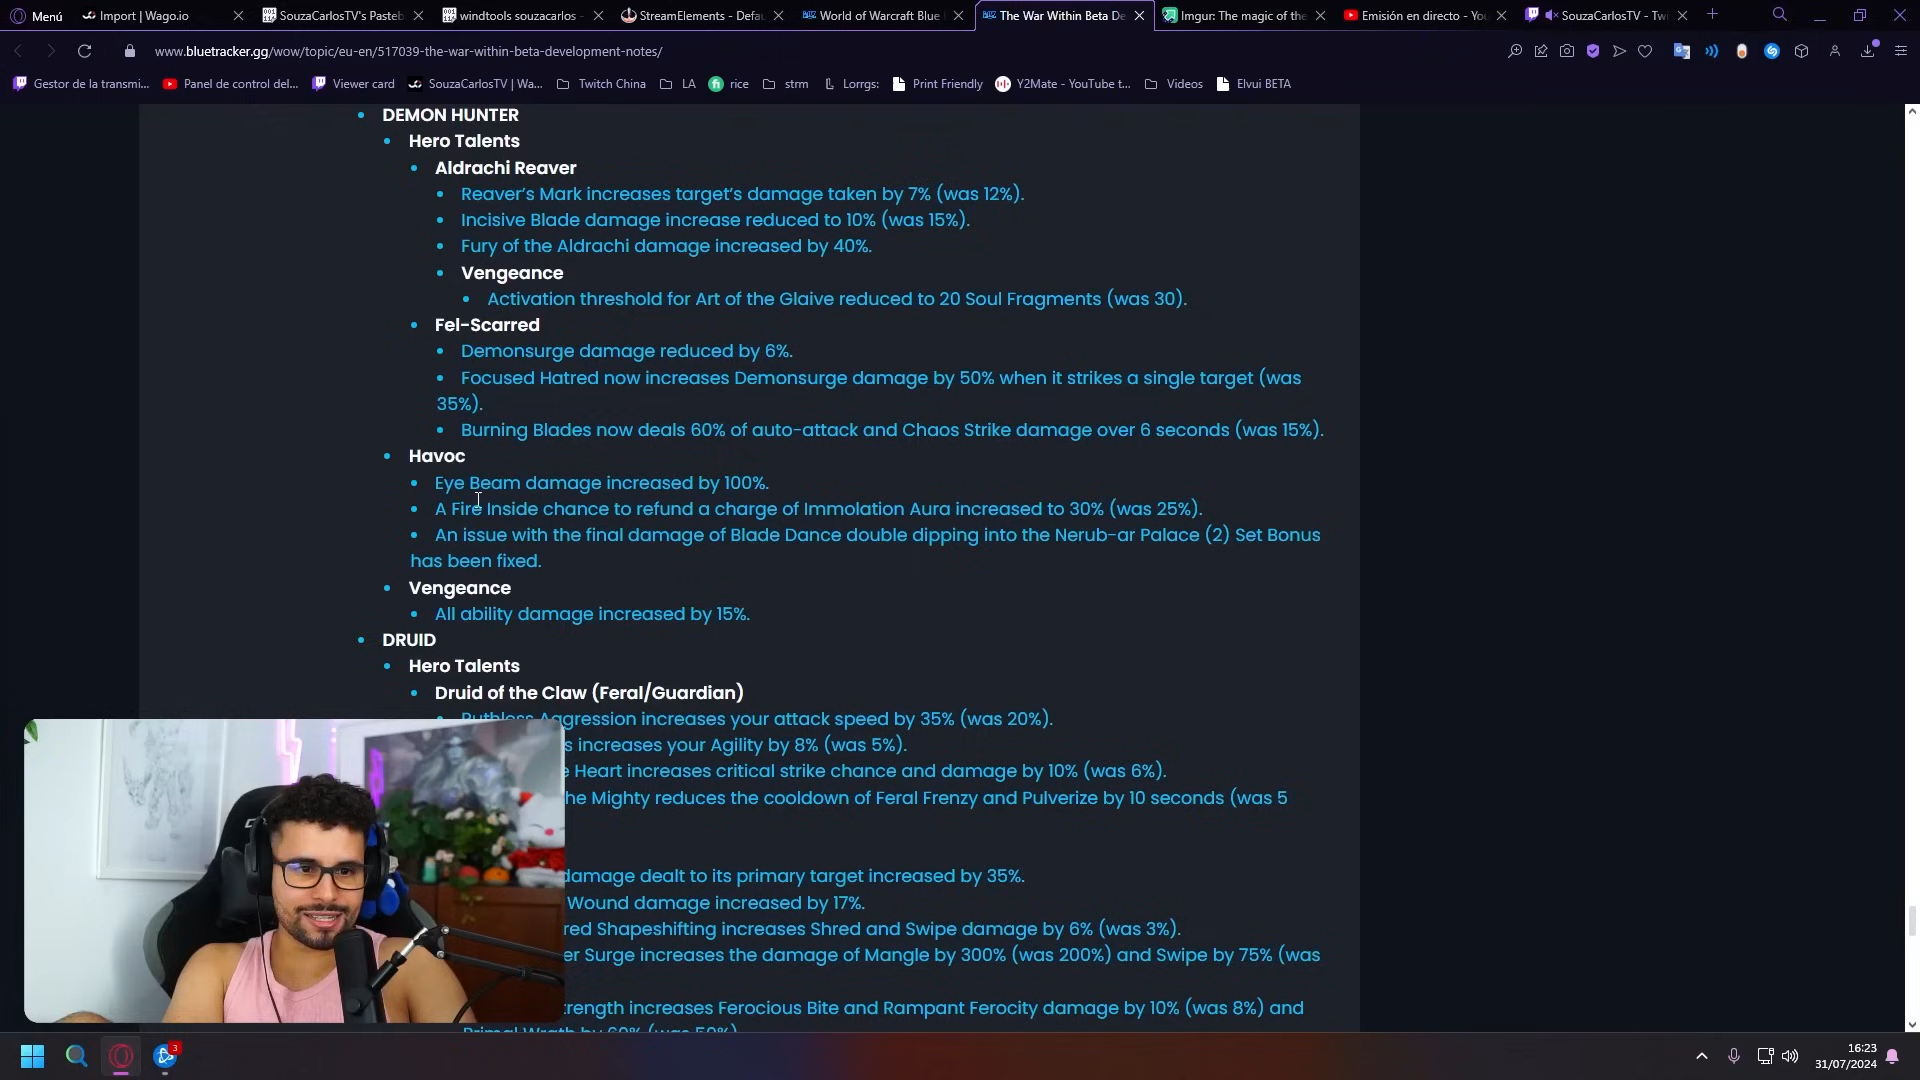 Menú
Import | Wago.io
SouzaCarlosTV's Pasteb
windtools souzacarlos -
StreamElements - Defau
World of Warcraft Blue
The War Within Beta De
Imgur: The magic of the
Emisión en directo - You
SouzaCarlosTV - Twi
www.bluetracker.gg/wow/topic/eu-en/517039-the-war-within-beta-development-notes/
Gestor de la transmi...
Panel de control del...
Viewer card
SouzaCarlosTV | Wa...
Twitch China
LA
rice
strm
Lorrgs:
Print Friendly
Y2Mate - YouTube t...
Videos
Elvui BETA
DEMON HUNTER
Hero Talents
Aldrachi Reaver
Reaver's Mark increases target's damage taken by 7% (was 12%).
Incisive Blade damage increase reduced to 10% (was 15%).
Fury of the Aldrachi damage increased by 40%.
Vengeance
Activation threshold for Art of the Glaive reduced to 20 Soul Fragments (was 30).
Fel-Scarred
Demonsurge damage reduced by 6%.
Focused Hatred now increases Demonsurge damage by 50% when it strikes a single target (was
35%).
Burning Blades now deals 60% of auto-attack and Chaos Strike damage over 6 seconds (was 15%).
Havoc
Eye Beam damage increased by 100%.
A Fire Inside chance to refund a charge of Immolation Aura increased to 30% (was 25%).
An issue with the final damage of Blade Dance double dipping into the Nerub-ar Palace (2) Set Bonus
has been fixed.
Vengeance
All ability damage increased by 15%.
DRUID
Hero Talents
Druid of the Claw (Feral/Guardian)
Ruthless Aggression increases your attack speed by 35% (was 20%).
s increases your Agility by 8% (was 5%).
e Heart increases critical strike chance and damage by 10% (was 6%).
he Mighty reduces the cooldown of Feral Frenzy and Pulverize by 10 seconds (was 5
damage dealt to its primary target increased by 35%.
Wound damage increased by 17%.
red Shapeshifting increases Shred and Swipe damage by 6% (was 3%).
er Surge increases the damage of Mangle by 300% (was 200%) and Swipe by 75% (was
trength increases Ferocious Bite and Rampant Ferocity damage by 10% (was 8%) and
Primal Wrath by 60% (was 50%)
3
16:23
31/07/2024